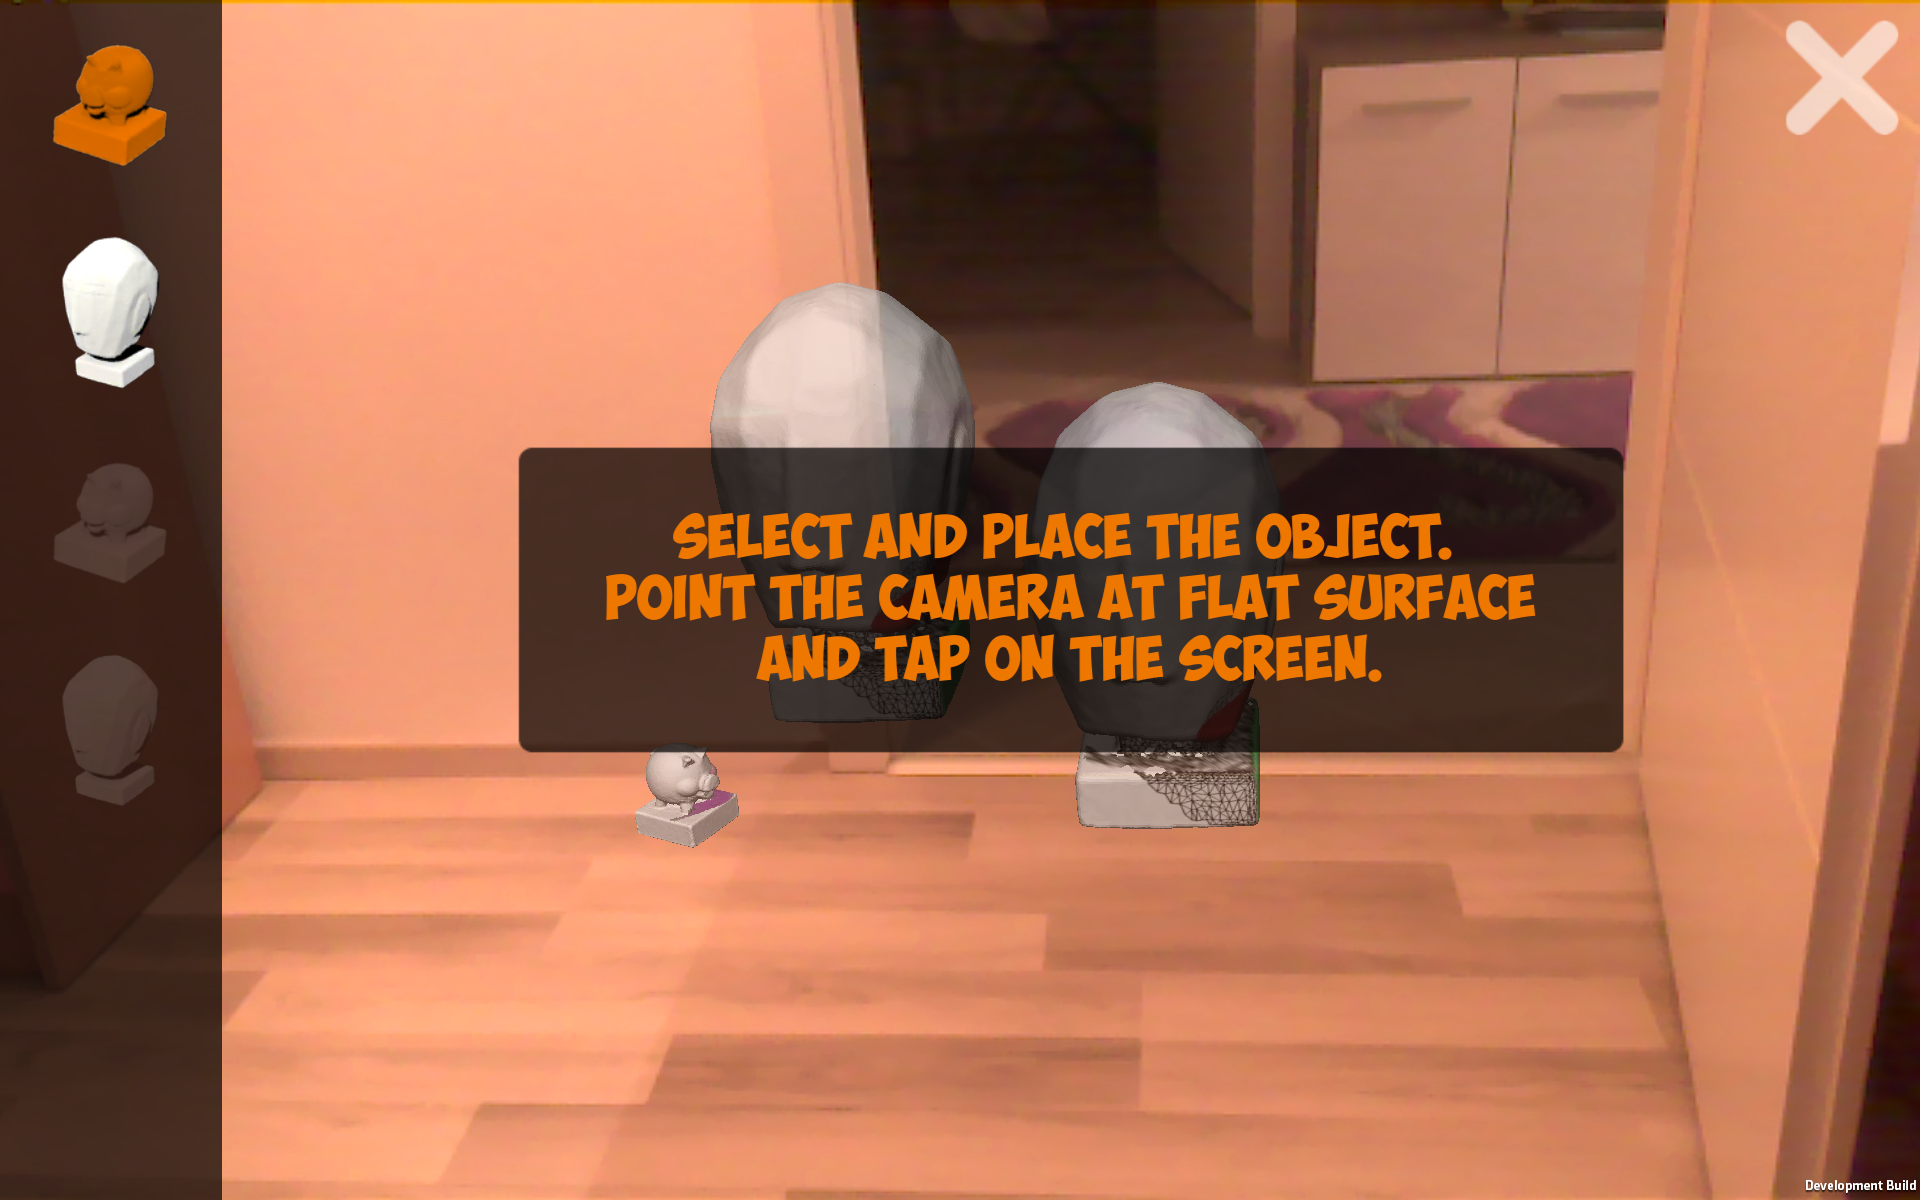 SELECT AND PLACE THE OBJECT.
POINT THE CAMERA AT FLAT SURFACE
AND TAP ON THE SCREEN.
Development Build